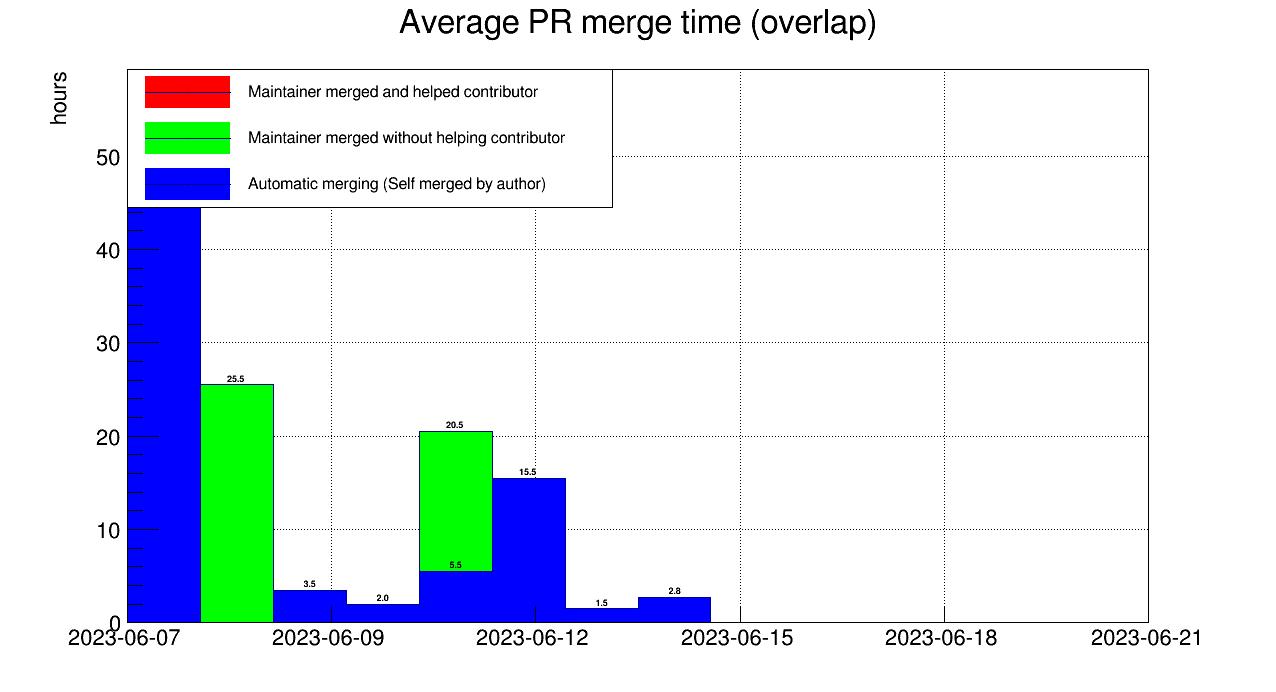 Average PR merge time (overlap)
hours
Maintainer merged and helped contributor
Maintainer merged without helping contributor
Automatic merging (Self merged by author)
50
40
30
25.5
20
20.5
15.5
10
5.5
3.5
2.0
1.5
2.8
0
2023-06-07 2023-06-09 2023-06-12 2023-06-15 2023-06-18 2023-06-21